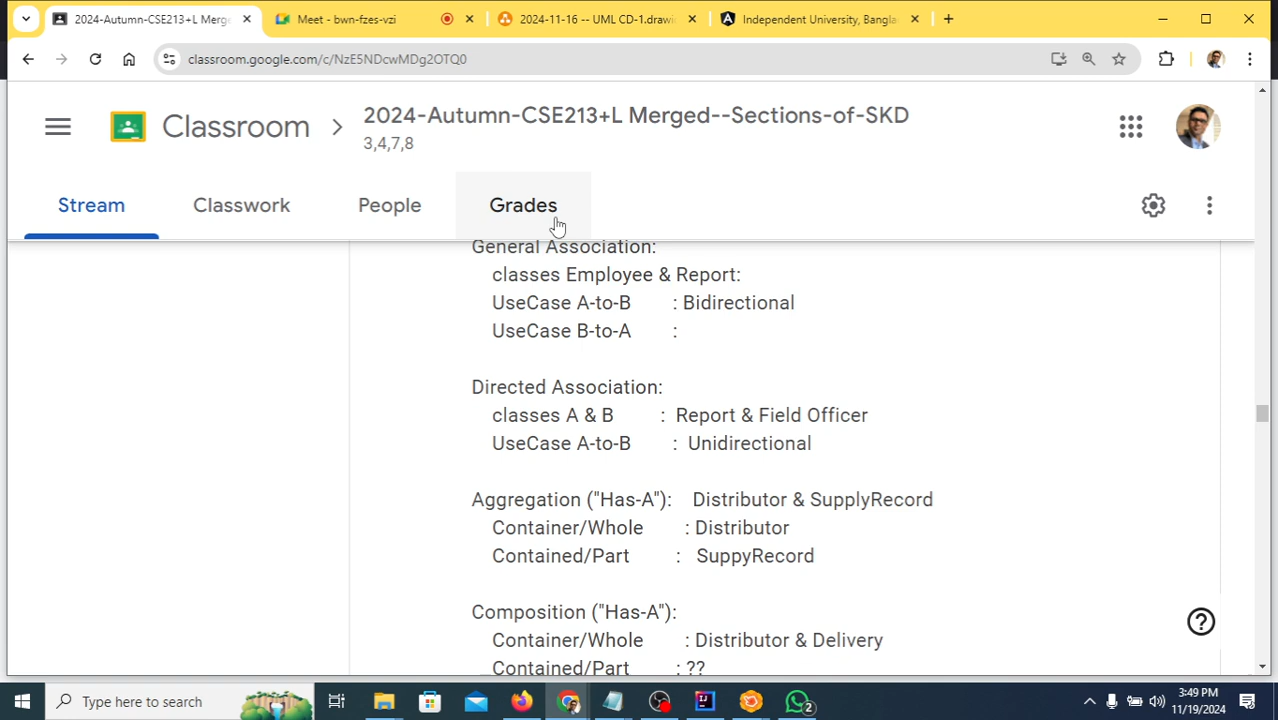 2024-Autumn-CSE213+L Merg
Meet - bwn-fzes-vzi
2024-11-16 -- UML CD-1.drawi
Independent University, Bangla
classroom.google.com/c/NzE5NDcwMDg2OTQ0
Classroom
2024-Autumn-CSE213+L Merged--Sections-of-SKD
3,4,7,8
Stream
Classwork
People
Grades
General Association:
classes Employee & Report:
UseCase A-to-B : Bidirectional
UseCase B-to-A :
Directed Association:
classes A & B : Report & Field Officer
UseCase A-to-B : Unidirectional
Aggregation ("Has-A"): Distributor & SupplyRecord
Container/Whole : Distributor
Contained/Part : SuppyRecord
Composition ("Has-A"):
Container/Whole : Distributor & Delivery
Contained/Part : ??
Type here to search
2
3:49 PM
11/19/2024